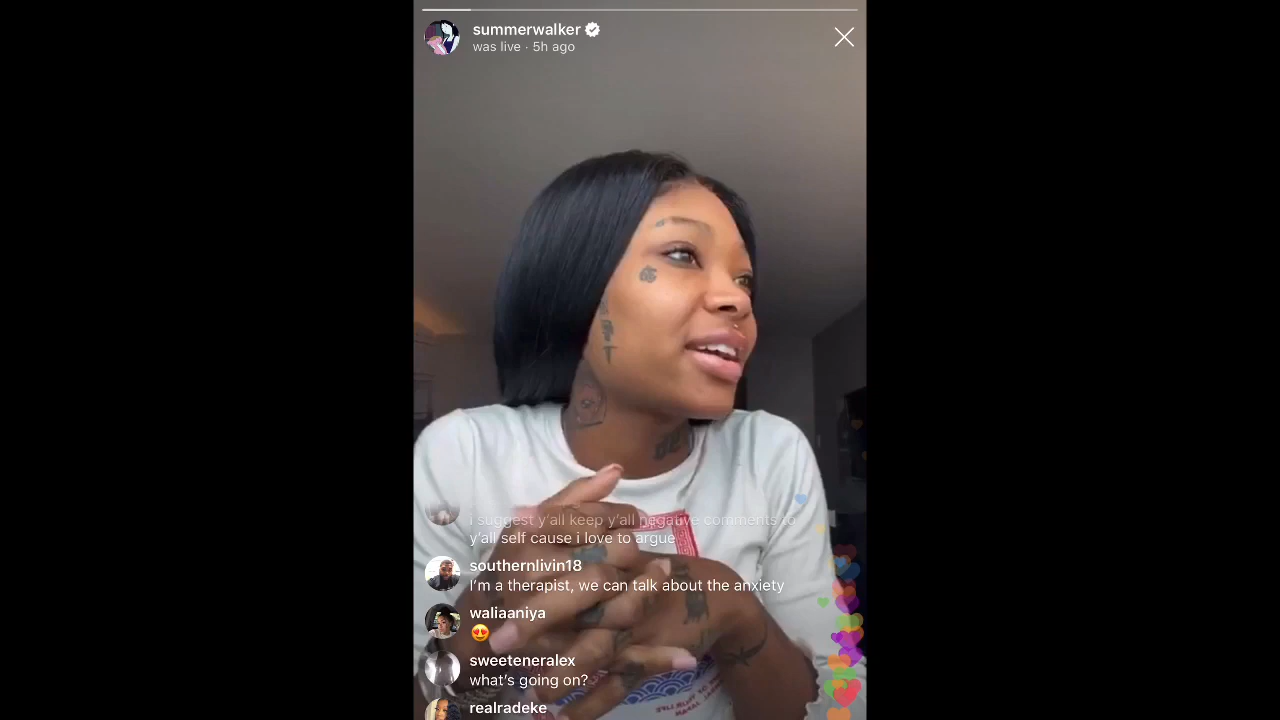 summerwalker
was live · 5h ago
i suggest y'all keep y'all negative comments to
y'all self cause i love to argue
southernlivin18
I'm a therapist, we can talk about the anxiety
waliaaniya
😍
sweeteneralex
what's going on?
realradeke